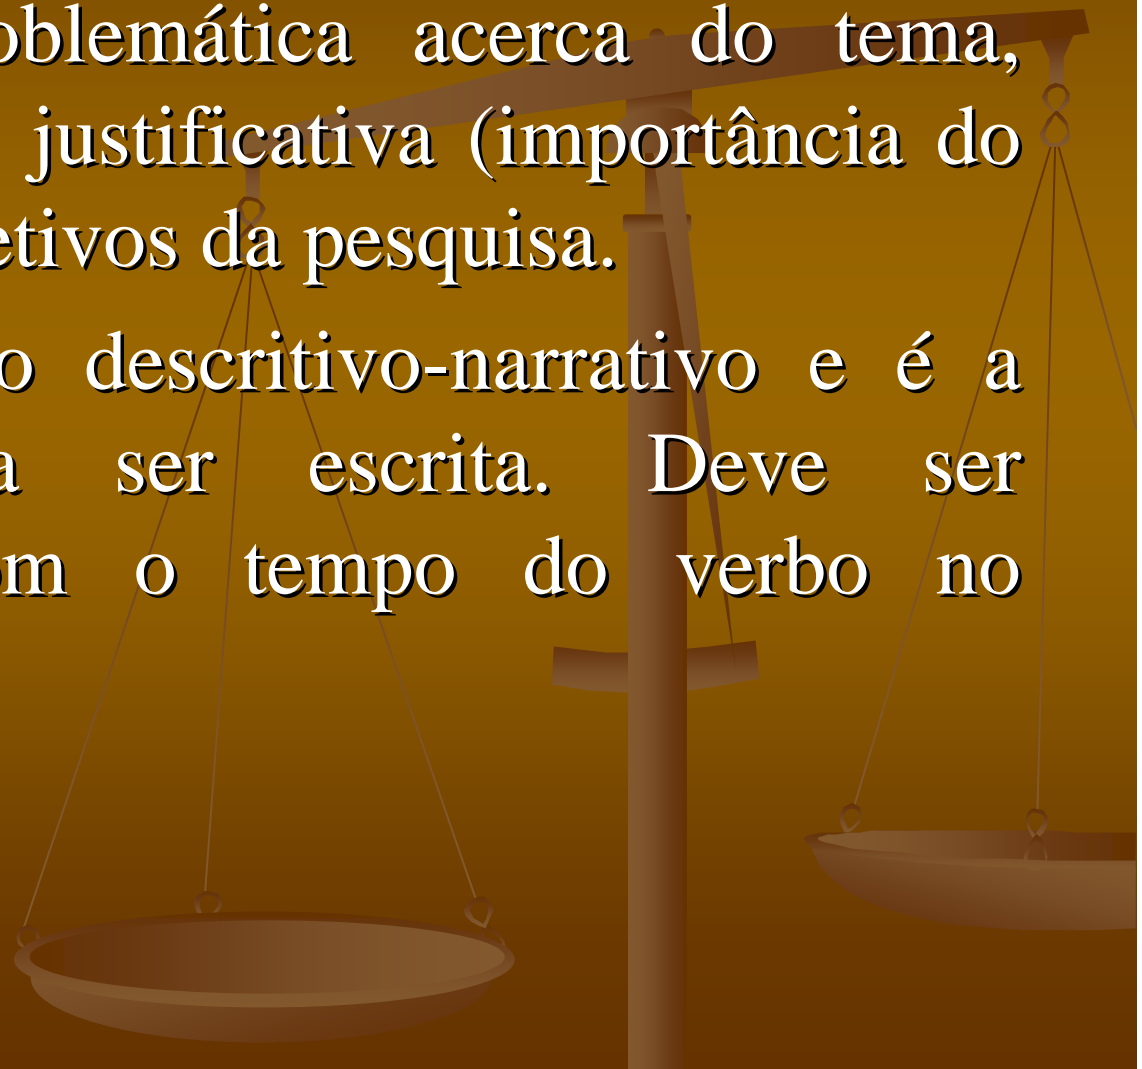 oblemática acerca do tema,
justificativa (importância do
etivos da pesquisa.
o descritivo-narrativo e é a
a ser escrita. Deve ser
om o tempo do verbo no